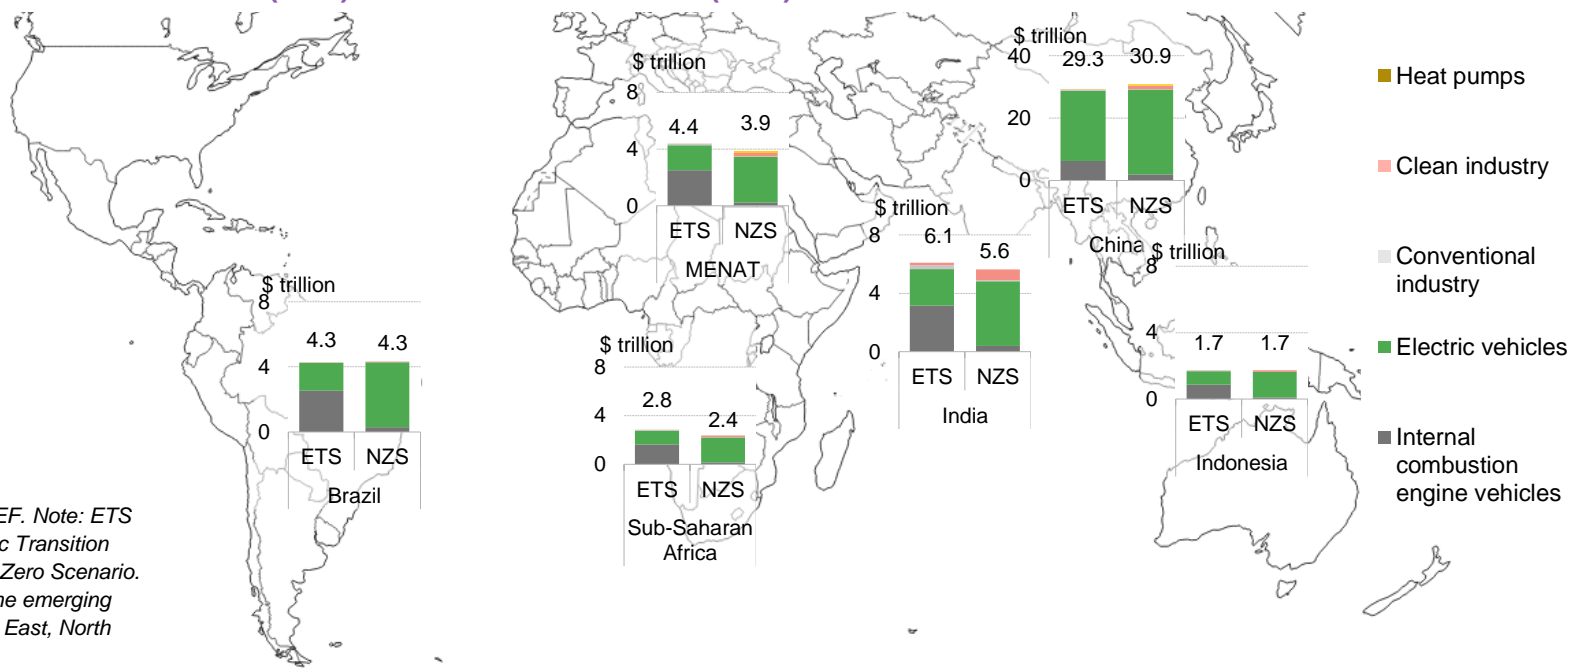 $ trillion
40
29.3
30.9
20
0
ETS
NZS
China
$ trillion
8
4.4
3.9
4
0
ETS
NZS
MENAT
$ trillion
8
6.1
5.6
4
0
ETS
NZS
India
$ trillion
8
4
1.7
1.7
0
ETS
NZS
Indonesia
$ trillion
8
4.3
4.3
4
0
ETS
NZS
Brazil
$ trillion
8
2.8
2.4
4
0
ETS
NZS
Sub-Saharan
Africa
Heat pumps
Clean industry
Conventional
industry
Electric vehicles
Internal
combustion
engine vehicles
EF. Note: ETS
Transition
Zero Scenario.
emerging
East, North